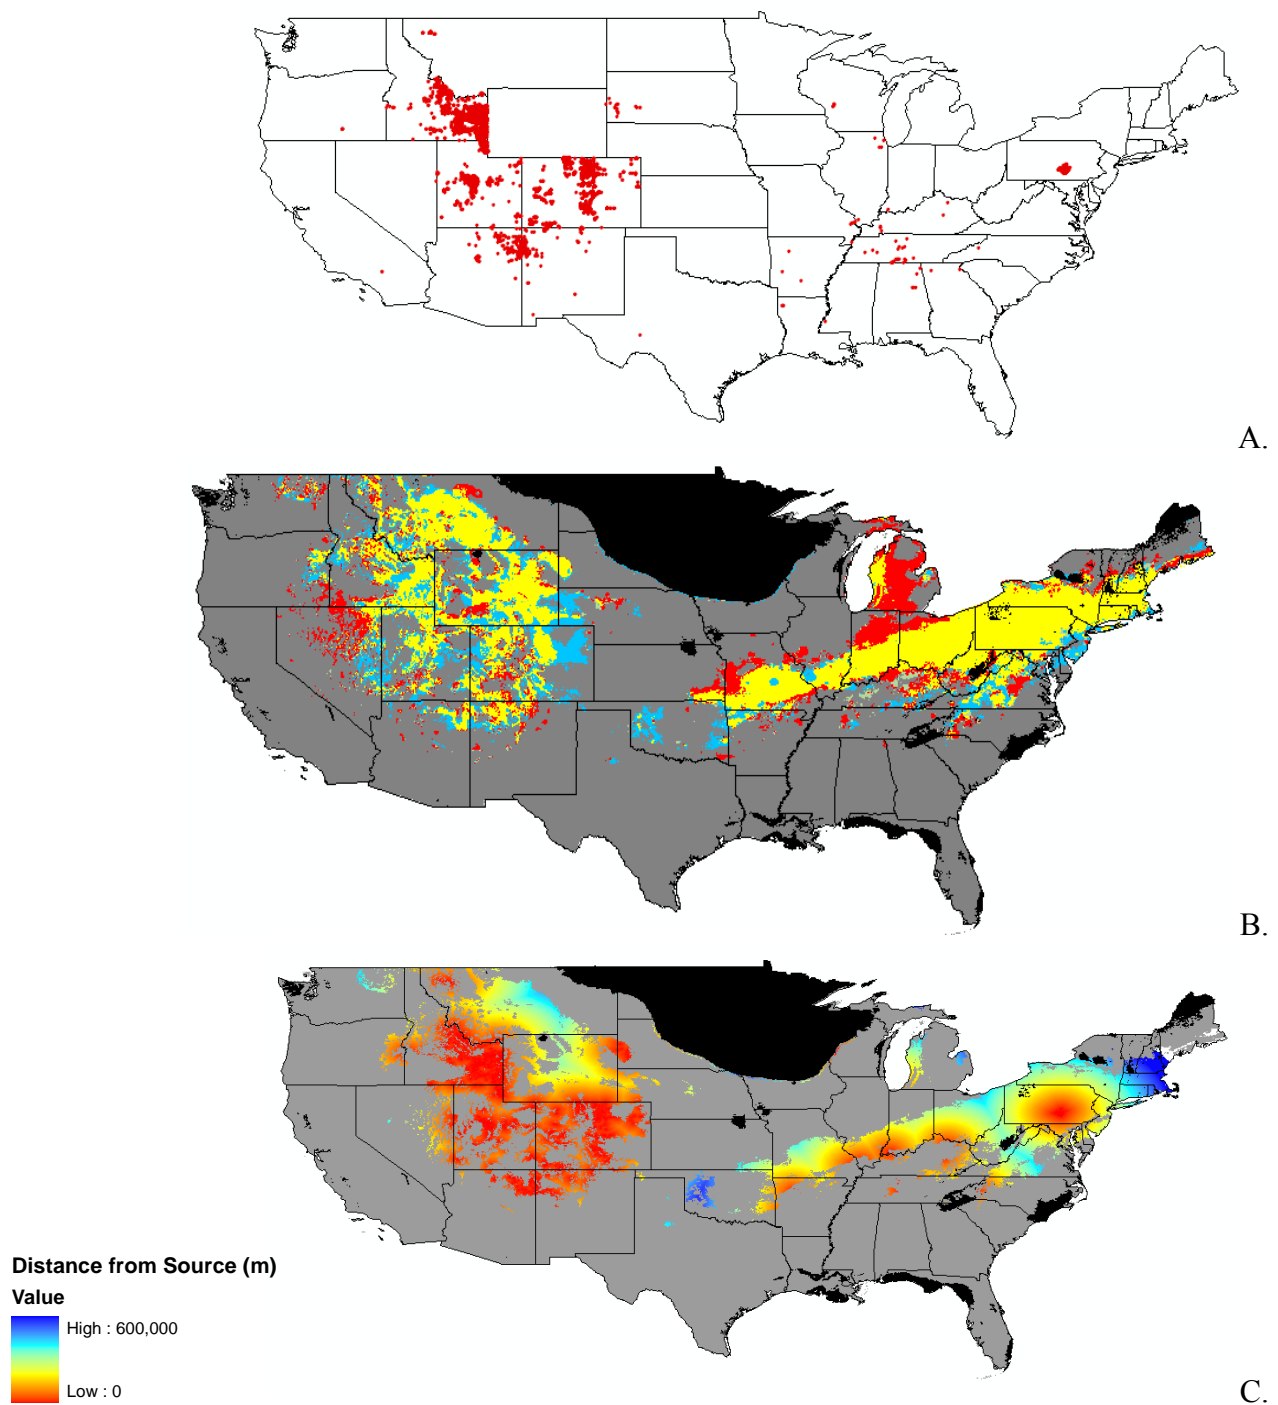 A.
B.
Distance from Source (m)
Value
High : 600,000
Low : 0
C.